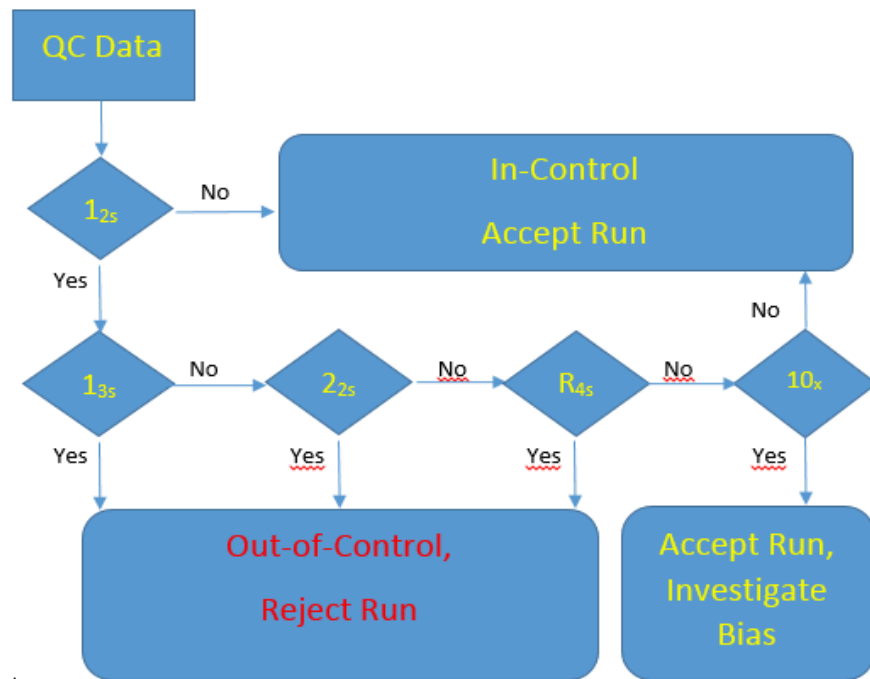 QC Data
In-Control
Accept Run
1₂ₛ
No
Yes
No
1₃ₛ
No
2₂ₛ
No
R₄ₛ
No
10ₓ
Yes
Yes
Yes
Yes
Out-of-Control,
Reject Run
Accept Run,
Investigate
Bias